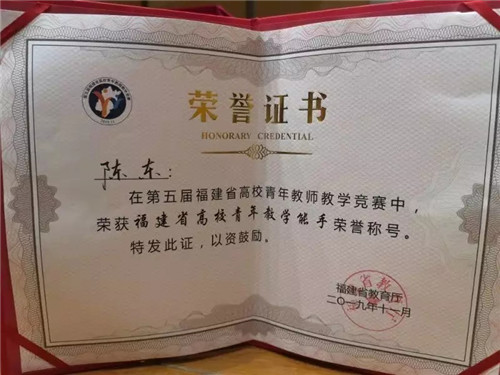 荣誉证书
HONORARY CREDENTIAL
陈东:
在第五届福建省高校青年教师教学竞赛中,
荣获福建省高校青年教学能手荣誉称号。
特发此证,以资鼓励。
福建省教育厅
二〇一九年十一月